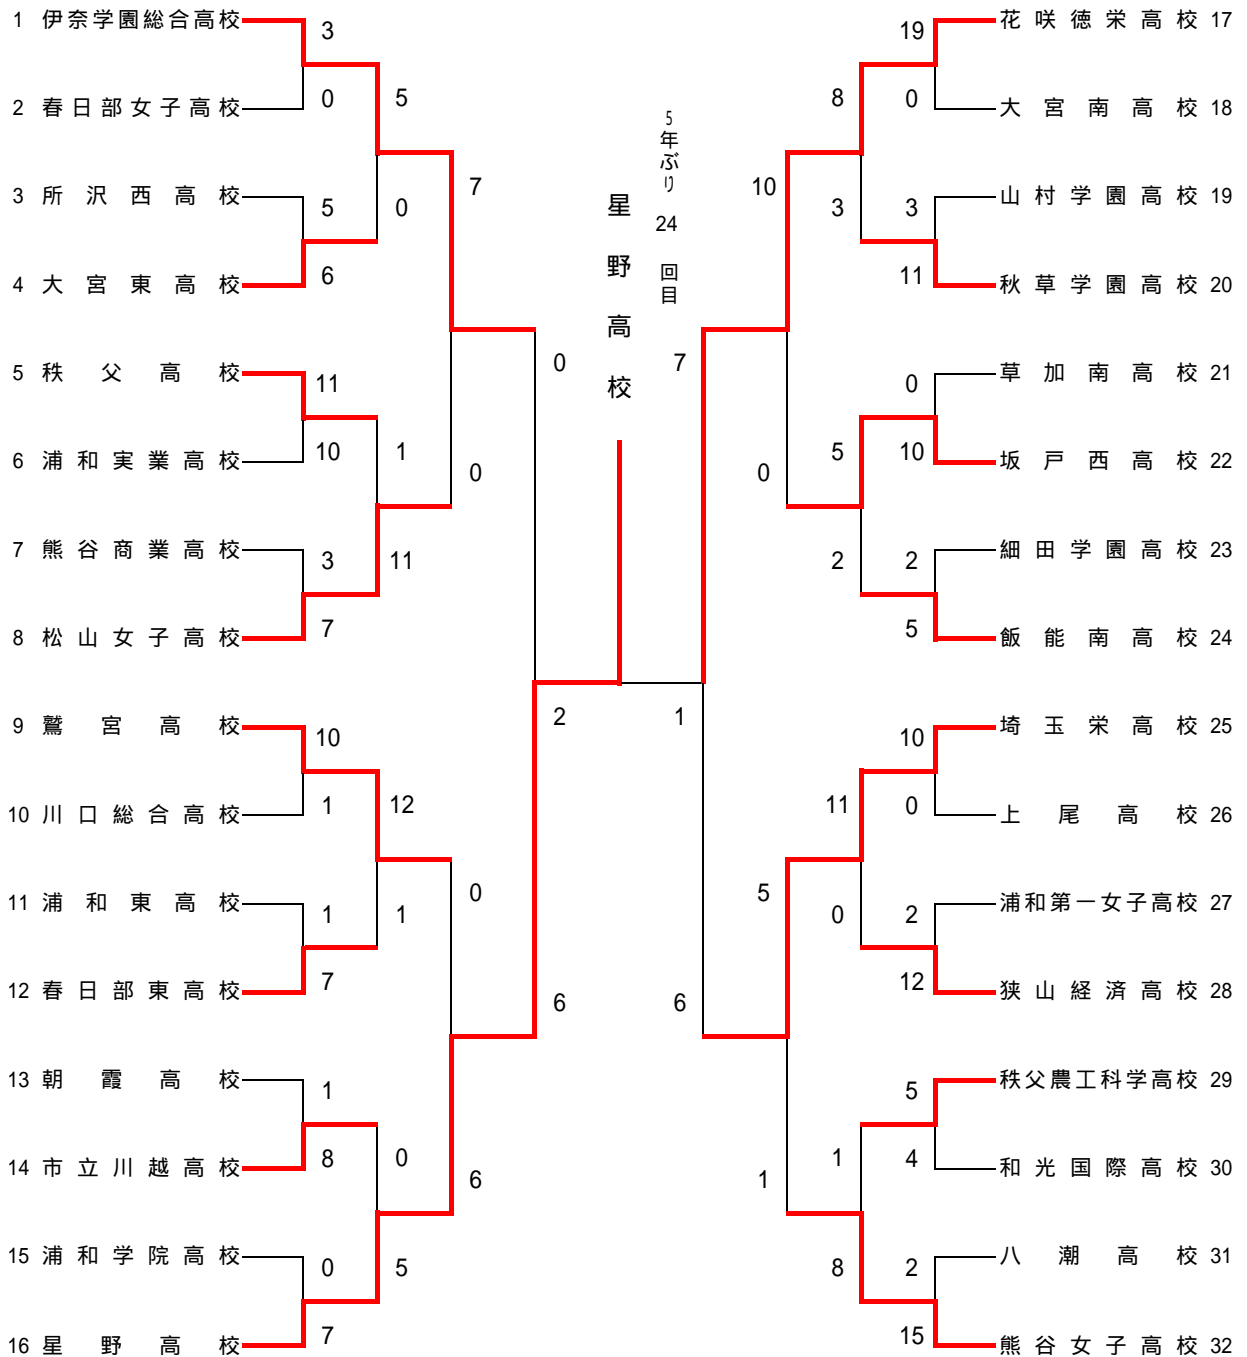 1 伊奈学園総合高校
3
0
2 春日部女子高校
5
0
3 所沢西高校
5
6
4 大宮東高校
7
0
5 秩父高校
11
10
6 浦和実業高校
1
11
7 熊谷商業高校
3
7
8 松山女子高校
0
2
9 鷲宮高校
10
1
10 川口総合高校
12
1
11 浦和東高校
1
7
12 春日部東高校
0
6
13 朝霞高校
1
8
14 市立川越高校
0
5
15 浦和学院高校
0
7
16 星野高校
6
5年ぶり 24 回目
星野高校
1
花咲徳栄高校 17
19
0
大宮南高校 18
8
3
山村学園高校 19
3
11
秋草学園高校 20
10
0
草加南高校 21
0
10
坂戸西高校 22
5
2
細田学園高校 23
2
5
飯能南高校 24
7
6
埼玉栄高校 25
10
0
上尾高校 26
11
0
浦和第一女子高校 27
2
12
狭山経済高校 28
5
1
秩父農工科学高校 29
5
4
和光国際高校 30
1
8
八潮高校 31
2
15
熊谷女子高校 32